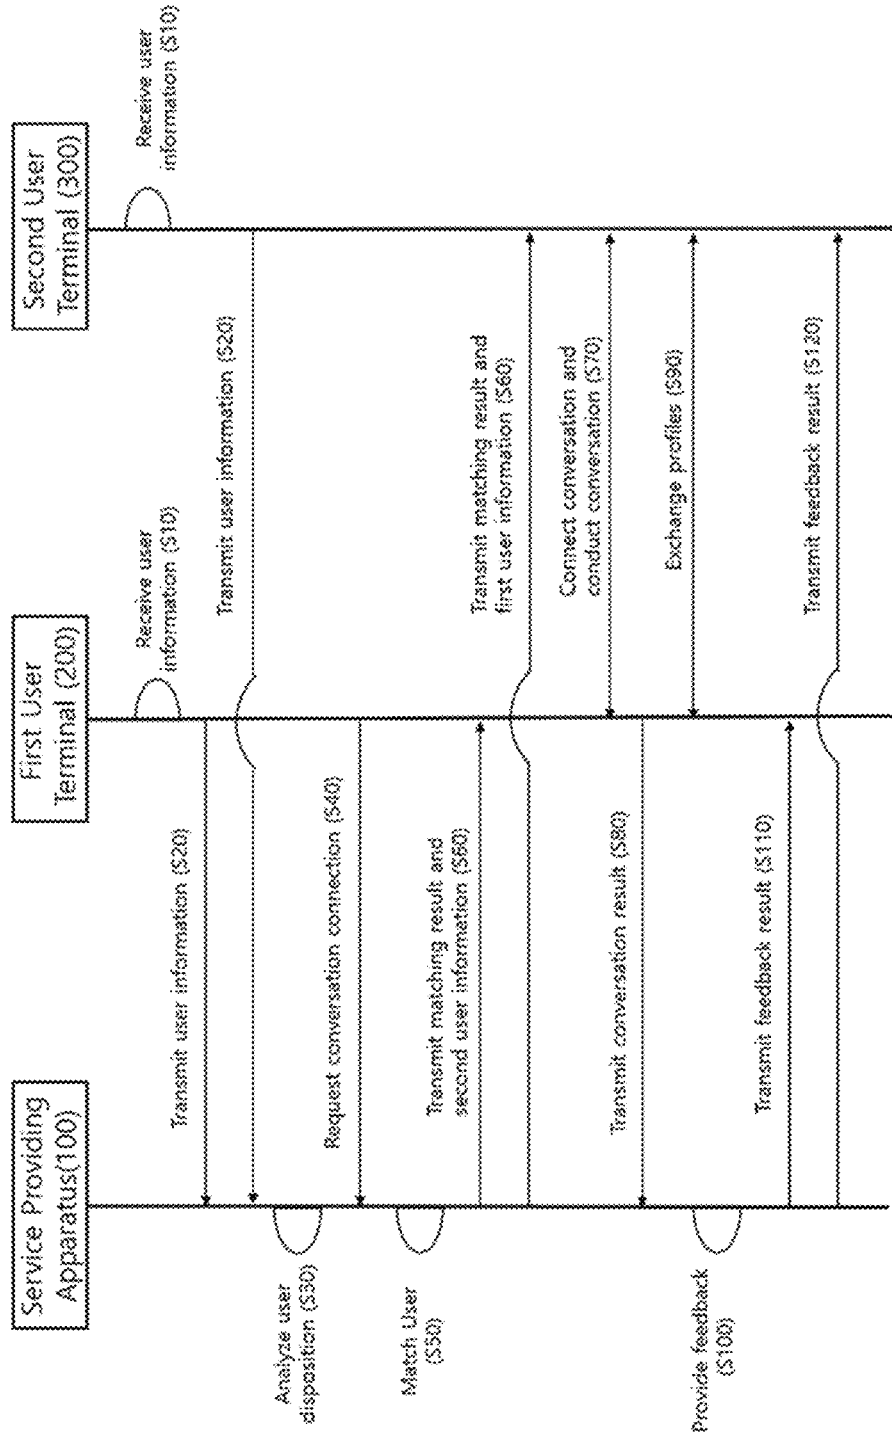 Service Providing
Apparatus(100)
First User
Terminal (200)
Second User
Terminal (300)
Receive user
information (S10)
Receive user
information (S10)
Transmit user information (S20)
Transmit user information (S20)
Analyze user
disposition (S30)
Request conversation connection (S40)
Match User
(S50)
Transmit matching result and
second user information (S60)
Transmit matching result and
first user information (S60)
Connect conversation and
conduct conversation (S70)
Transmit conversation result (S80)
Exchange profiles (S90)
Provide feedback
(S100)
Transmit feedback result (S110)
Transmit feedback result (S120)